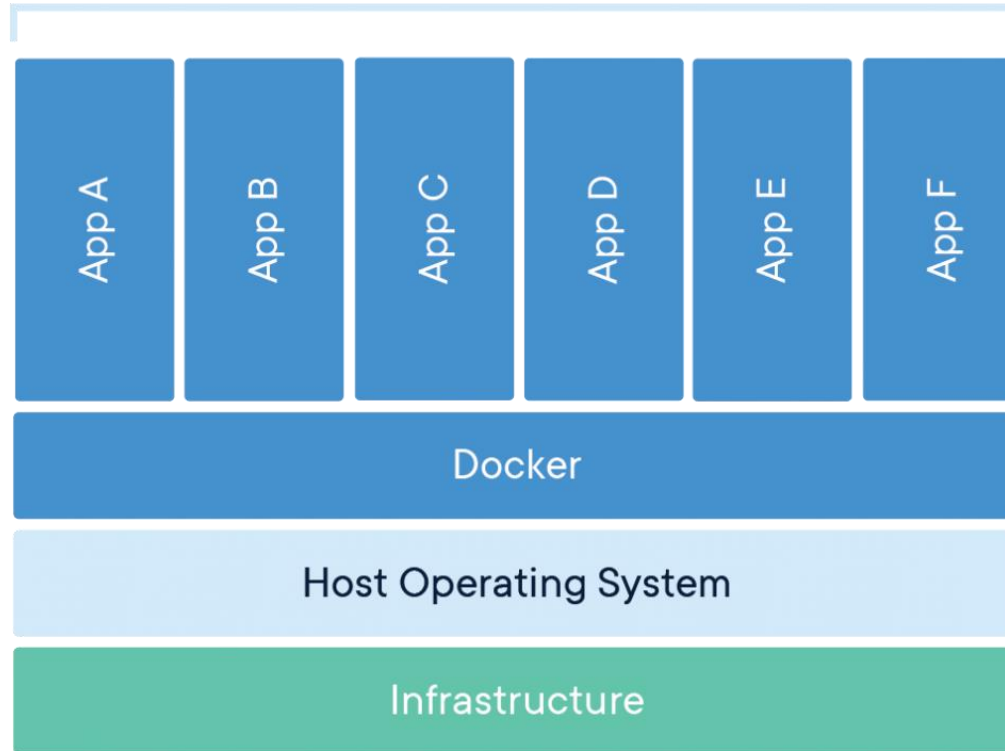 App A
App B
App C
App D
App E
App F
Docker
Host Operating System
Infrastructure